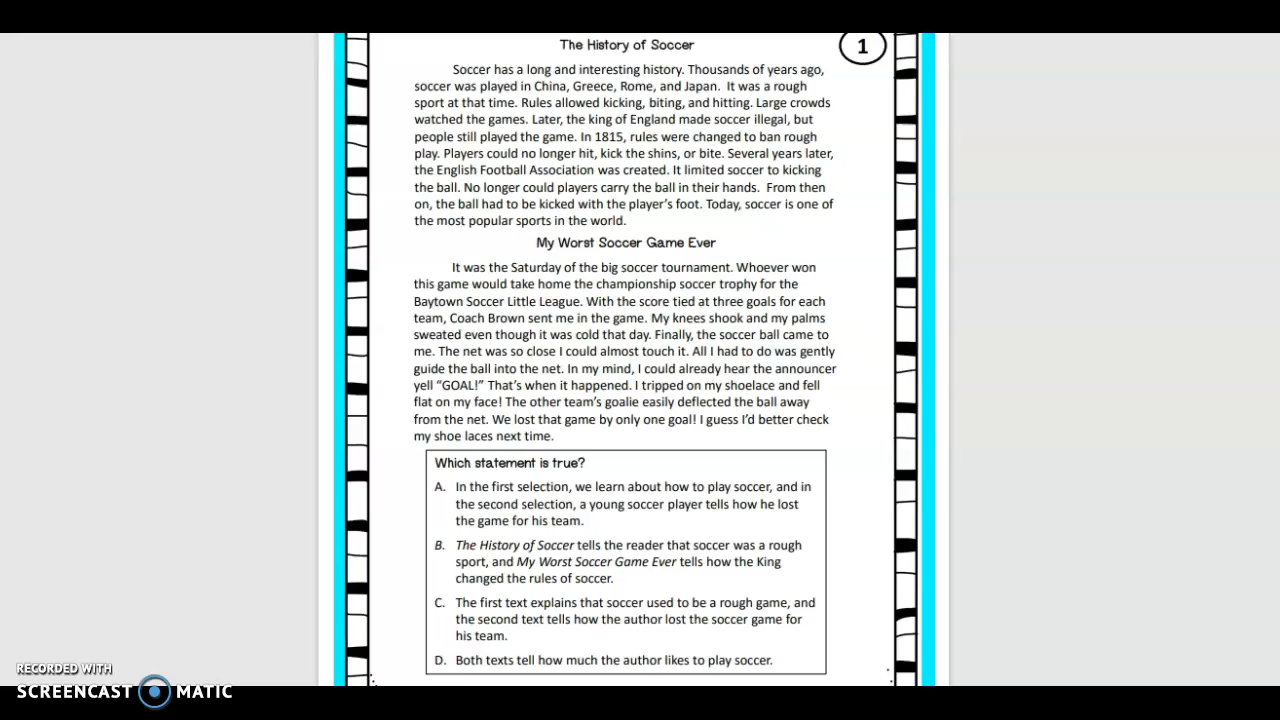 The History of Soccer
1
Soccer has a long and interesting history. Thousands of years ago,
soccer was played in China, Greece, Rome, and Japan. It was a rough
sport at that time. Rules allowed kicking, biting, and hitting. Large crowds
watched the games. Later, the king of England made soccer illegal, but
people still played the game. In 1815, rules were changed to ban rough
play. Players could no longer hit, kick the shins, or bite. Several years later,
the English Football Association was created. It limited soccer to kicking
the ball. No longer could players carry the ball in their hands. From then
on, the ball had to be kicked with the player's foot. Today, soccer is one of
the most popular sports in the world.
My Worst Soccer Game Ever
It was the Saturday of the big soccer tournament. Whoever won
this game would take home the championship soccer trophy for the
Baytown Soccer Little League. With the score tied at three goals for each
team, Coach Brown sent me in the game. My knees shook and my palms
sweated even though it was cold that day. Finally, the soccer ball came to
me. The net was so close I could almost touch it. All I had to do was gently
guide the ball into the net. In my mind, I could already hear the announcer
yell “GOAL!” That's when it happened. I tripped on my shoelace and fell
flat on my face! The other team's goalie easily deflected the ball away
from the net. We lost that game by only one goal! I guess I'd better check
my shoe laces next time.
Which statement is true?
A. In the first selection, we learn about how to play soccer, and in
the second selection, a young soccer player tells how he lost
the game for his team.
B. The History of Soccer tells the reader that soccer was a rough
sport, and My Worst Soccer Game Ever tells how the King
changed the rules of soccer.
C. The first text explains that soccer used to be a rough game, and
the second text tells how the author lost the soccer game for
his team.
D. Both texts tell how much the author likes to play soccer.
RECORDED WITH
SCREENCAST MATIC